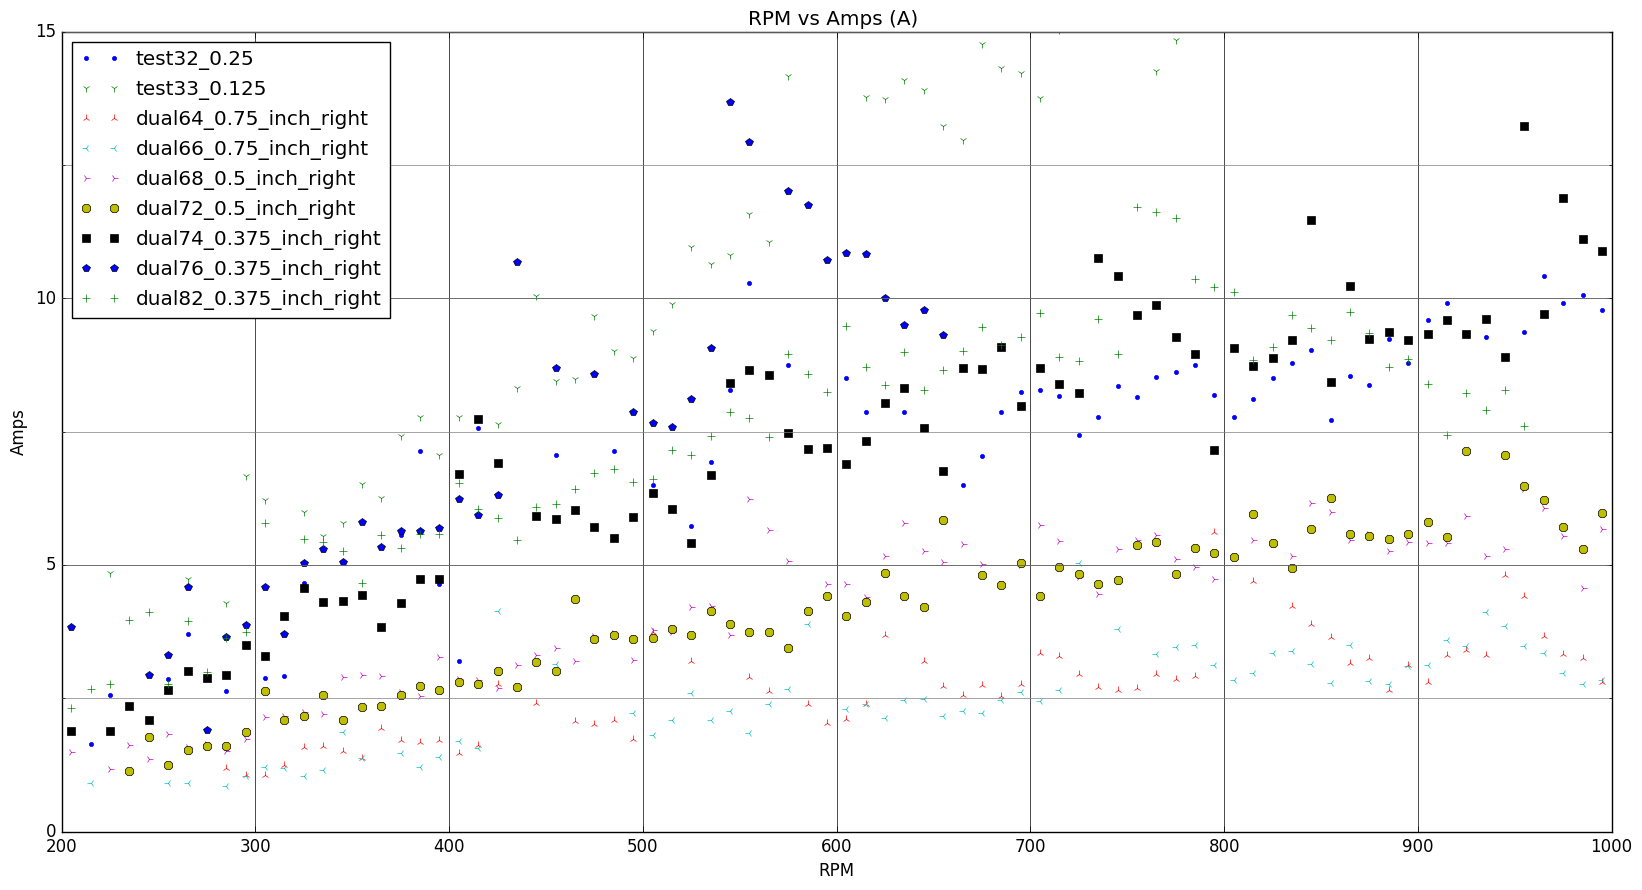 RPM vs Amps (A)
15
10
5
0
Amps
test32_0.25
test33_0.125
dual64_0.75_inch_right
dual66_0.75_inch_right
dual68_0.5_inch_right
dual72_0.5_inch_right
dual74_0.375_inch_right
dual76_0.375_inch_right
dual82_0.375_inch_right
200 300 400 500 600 700 800 900 1000
RPM